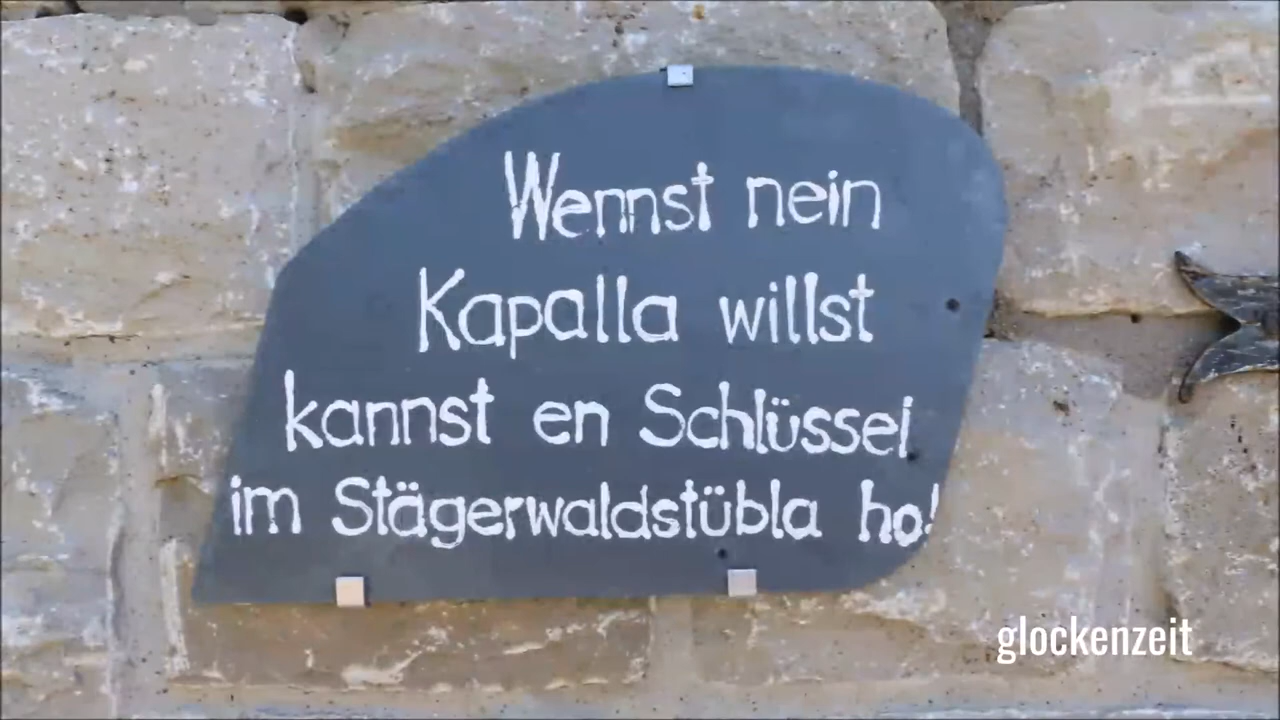 Wennst nein
Kapalla willst
kannst en Schlüssel
im Stägerwaldstübla ho!
glockenzeit